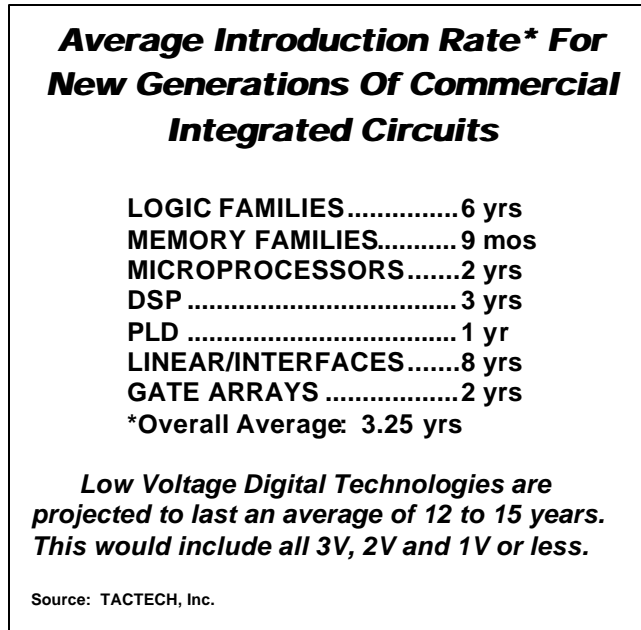 Average Introduction Rate* For
New Generations Of Commercial
Integrated Circuits
LOGIC FAMILIES................6 yrs
MEMORY FAMILIES...........9 mos
MICROPROCESSORS.......2 yrs
DSP .....................................3 yrs
PLD .....................................1 yr
LINEAR/INTERFACES.......8 yrs
GATE ARRAYS ..................2 yrs
*Overall Average: 3.25 yrs
Low Voltage Digital Technologies are
projected to last an average of 12 to 15 years.
This would include all 3V, 2V and 1V or less.
Source: TACTECH, Inc.